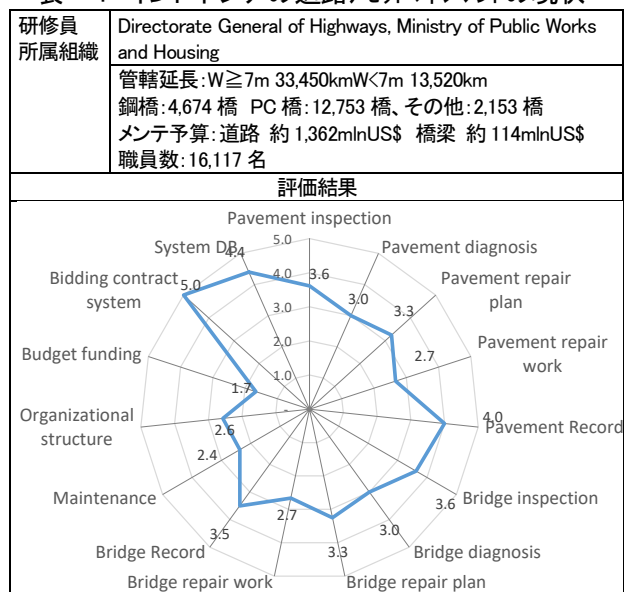 研修員
所属組織
Directorate General of Highways, Ministry of Public Works
and Housing
管轄延長:W≧7m 33,450kmW<7m 13,520km
鋼橋:4,674 橋 PC 橋:12,753 橋、その他:2,153 橋
メンテ予算:道路 約 1,362mlnUS$ 橋梁 約 114mlnUS$
職員数:16,117 名
評価結果
Pavement inspection
Pavement diagnosis
Pavement repair
plan
Pavement repair
work
Pavement Record
Bridge inspection
Bridge diagnosis
Bridge repair plan
Bridge repair work
Bridge Record
Maintenance
Organizational
structure
Budget funding
Bidding contract
system
System DB
5.0
4.0
3.0
2.0
1.0
-
3.6
3.0
3.3
2.7
4.0
3.6
3.0
3.3
2.7
3.5
2.4
2.6
1.7
5.0
4.4